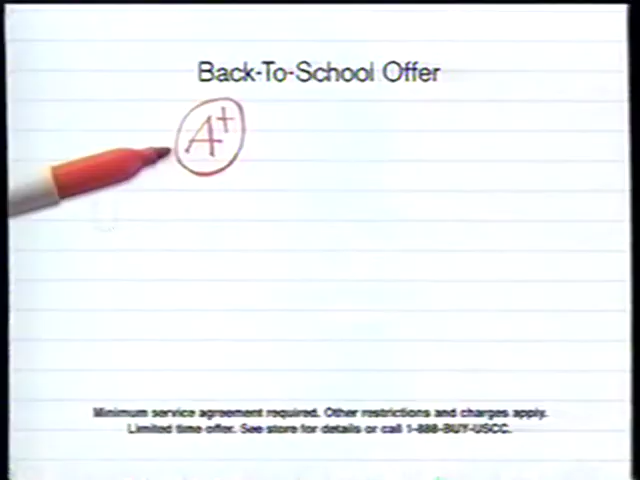 Back-To-School Offer
A+
Minimum service agreement required. Other restrictions and charges apply.
Limited time offer. See store for details or call 1-888-BUY-USCC.